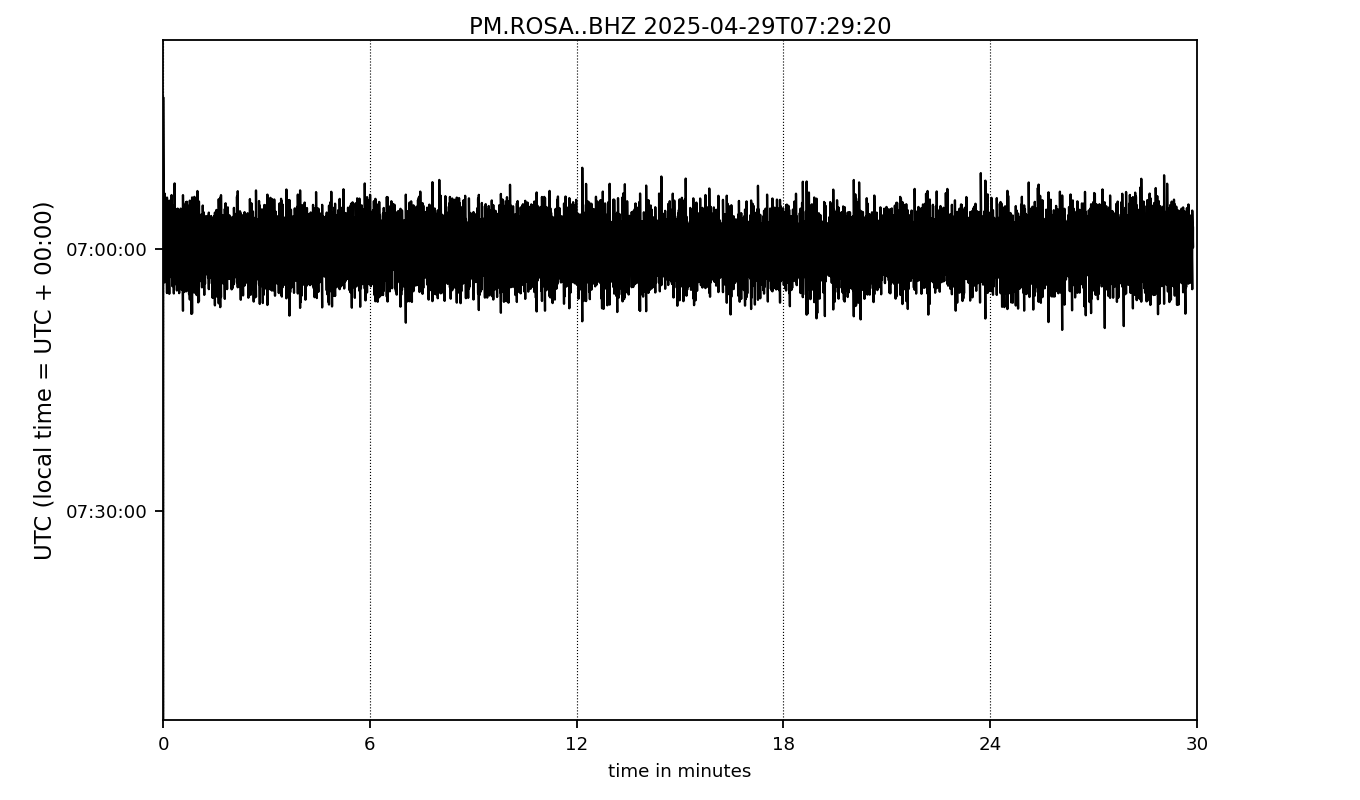 PM.ROSA..BHZ 2025-04-29T07:29:20
UTC (local time = UTC + 00:00)
07:00:00
07:30:00
0 6 12 18 24 30
time in minutes